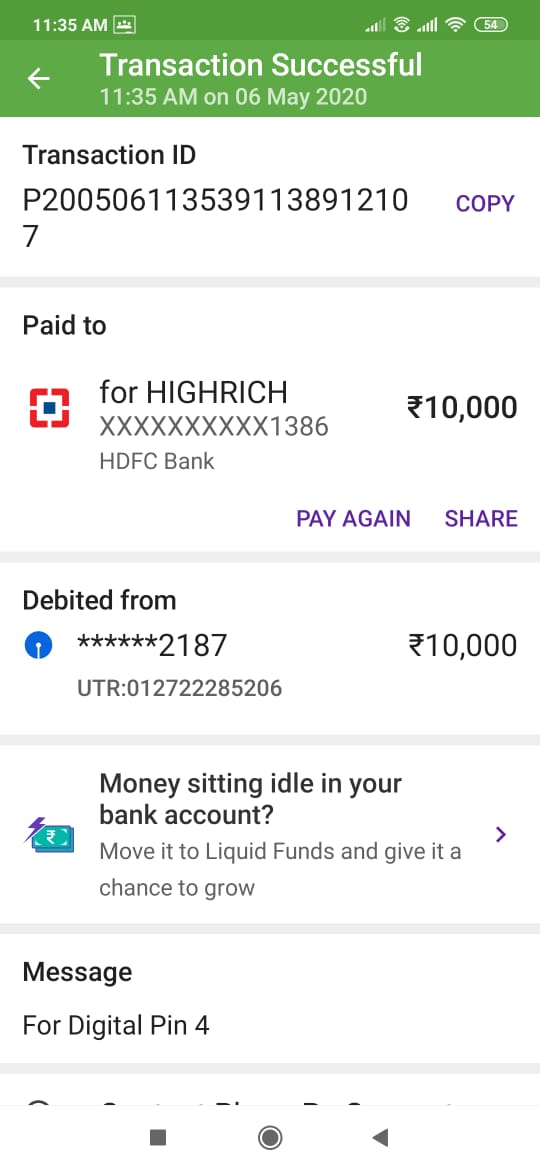 11:35 AM
54
Transaction Successful
11:35 AM on 06 May 2020
Transaction ID
P200506113539113891210
7
COPY
Paid to
for HIGHRICH
₹10,000
XXXXXXXXXX1386
HDFC Bank
PAY AGAIN SHARE
Debited from
******2187 ₹10,000
UTR:012722285206
Money sitting idle in your
bank account?
Move it to Liquid Funds and give it a
chance to grow
Message
For Digital Pin 4